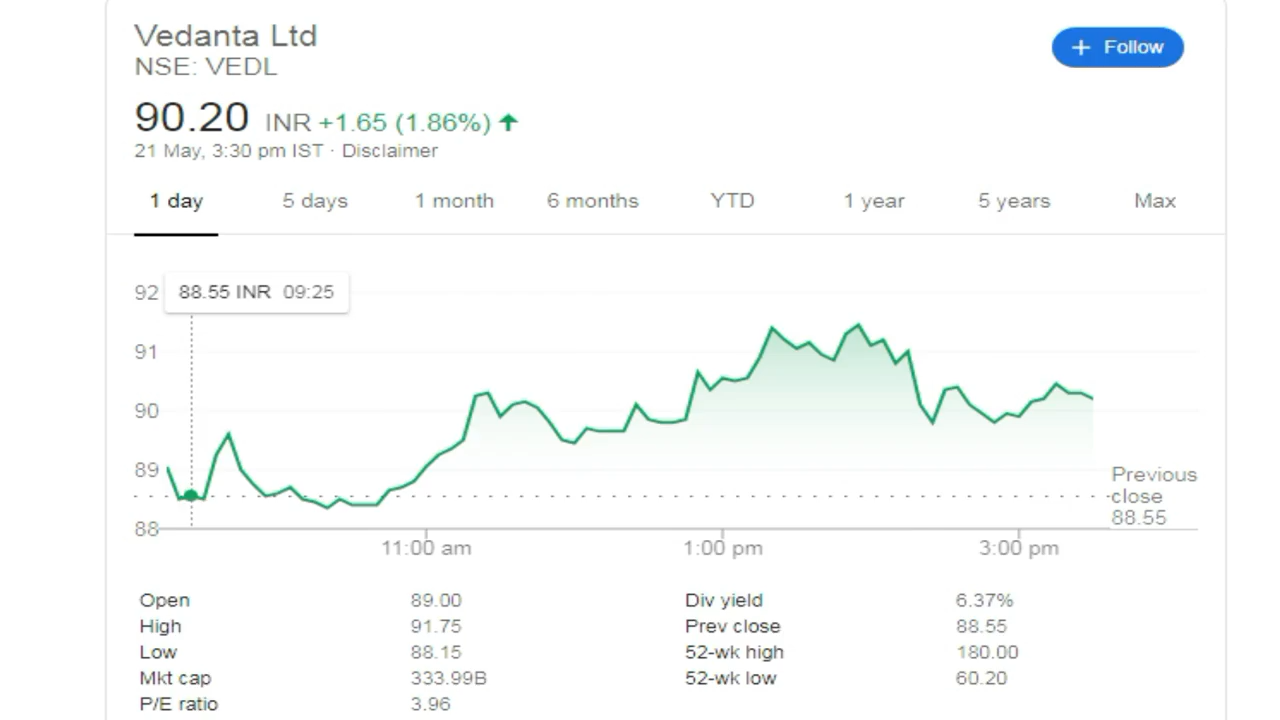 Vedanta Ltd
NSE: VEDL
+ Follow
90.20 INR +1.65 (1.86%) ↑
21 May, 3:30 pm IST · Disclaimer
1 day 5 days 1 month 6 months YTD 1 year 5 years Max
88.55 INR 09:25
92
91
90
89
88
Previous
close
88.55
11:00 am 1:00 pm 3:00 pm
Open 89.00 Div yield 6.37%
High 91.75 Prev close 88.55
Low 88.15 52-wk high 180.00
Mkt cap 333.99B 52-wk low 60.20
P/E ratio 3.96